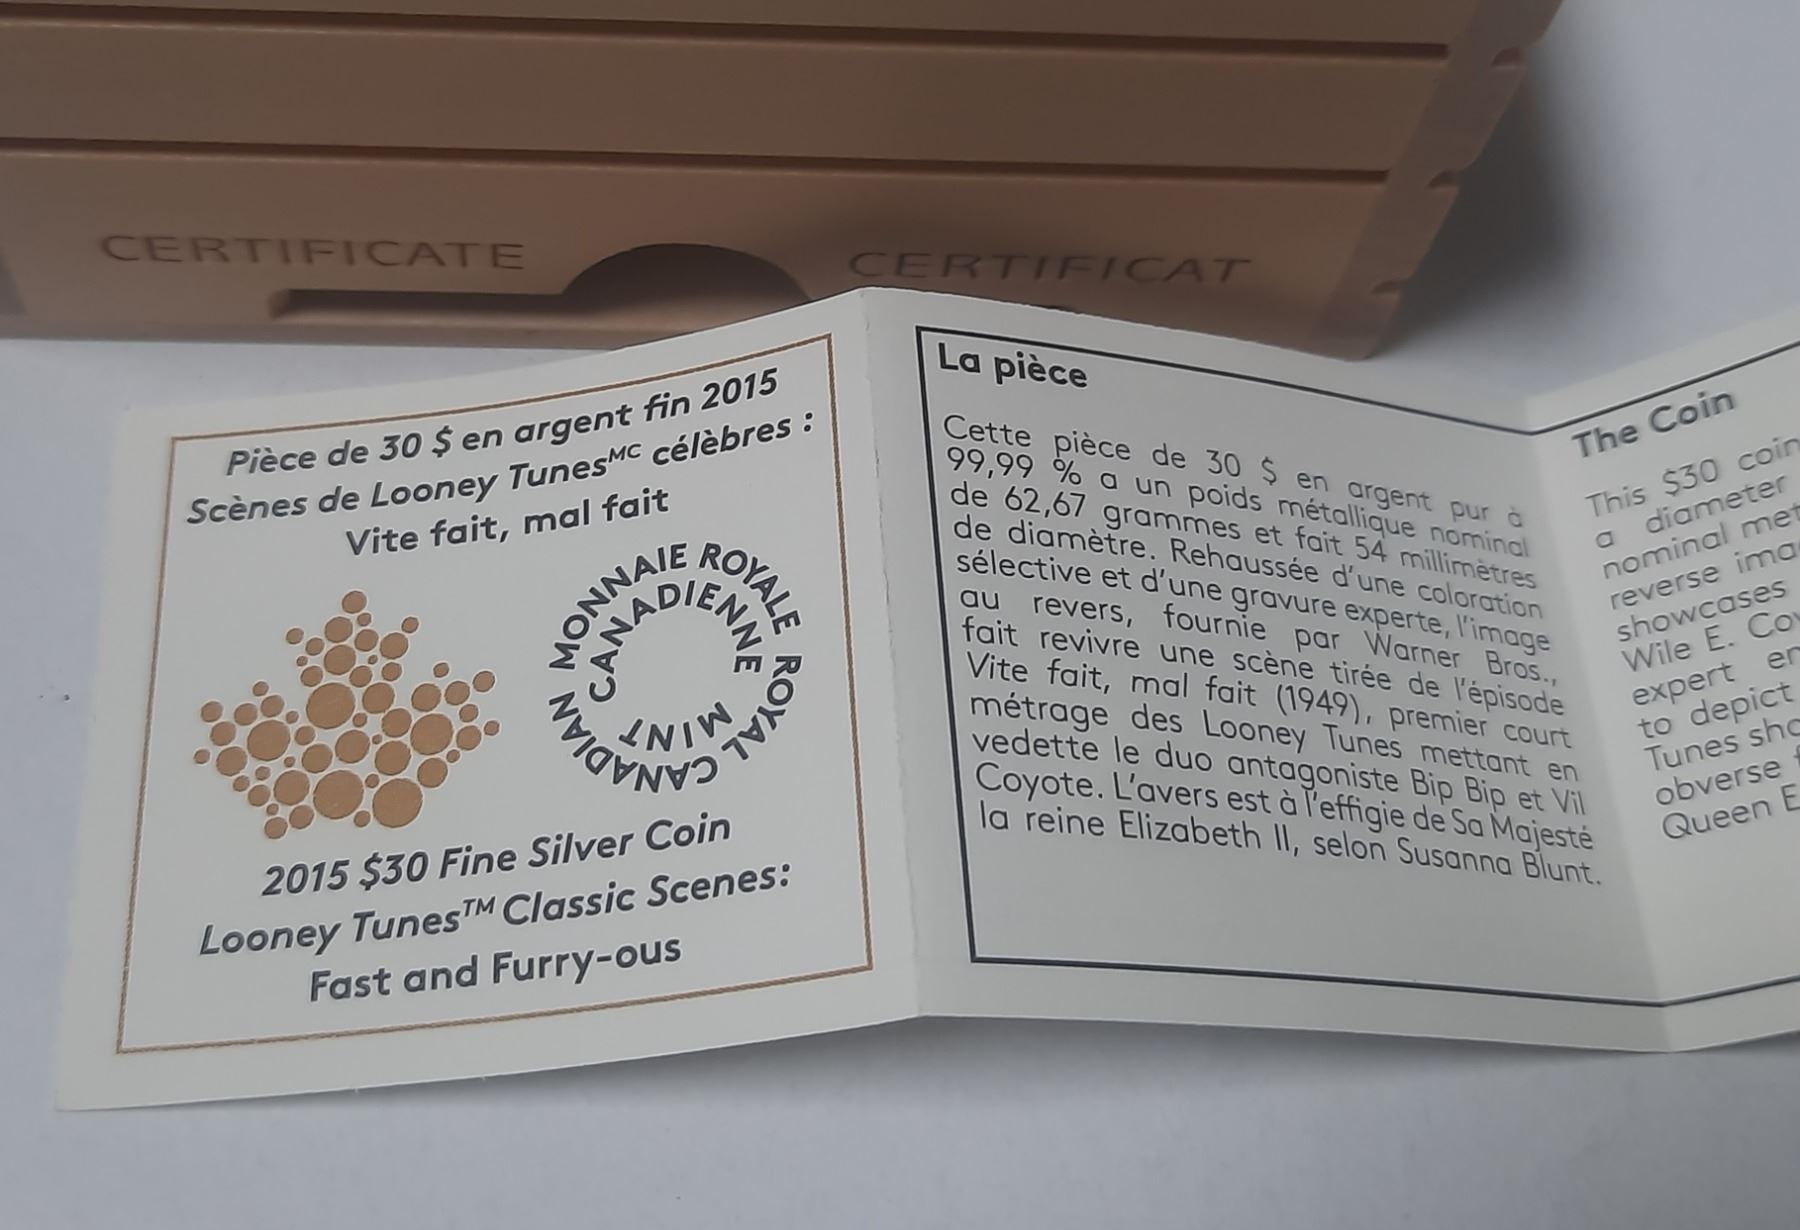 CERTIFICATE
CERTIFICAT
Pièce de 30 $ en argent fin 2015
Scènes de Looney Tunesᴹᶜ célèbres :
Vite fait, mal fait
MONNAIE ROYALE
CANADIENNE
ROYAL CANADIAN
MINT
2015 $30 Fine Silver Coin
Looney Tunes™ Classic Scenes:
Fast and Furry-ous
La pièce
Cette pièce de 30 $ en argent pur à
99,99 % a un poids métallique nominal
de 62,67 grammes et fait 54 millimètres
de diamètre. Rehaussée d'une coloration
sélective et d'une gravure experte, l'image
au revers, fournie par Warner Bros.,
fait revivre une scène tirée de l'épisode
Vite fait, mal fait (1949), premier court
métrage des Looney Tunes mettant en
vedette le duo antagoniste Bip Bip et Vil
Coyote. L'avers est à l'effigie de Sa Majesté
la reine Elizabeth II, selon Susanna Blunt.
The Coin
This $30 coin
a diameter
nominal
reverse
showcases
Wile E.
expert
to depict
Tunes
obverse
Queen